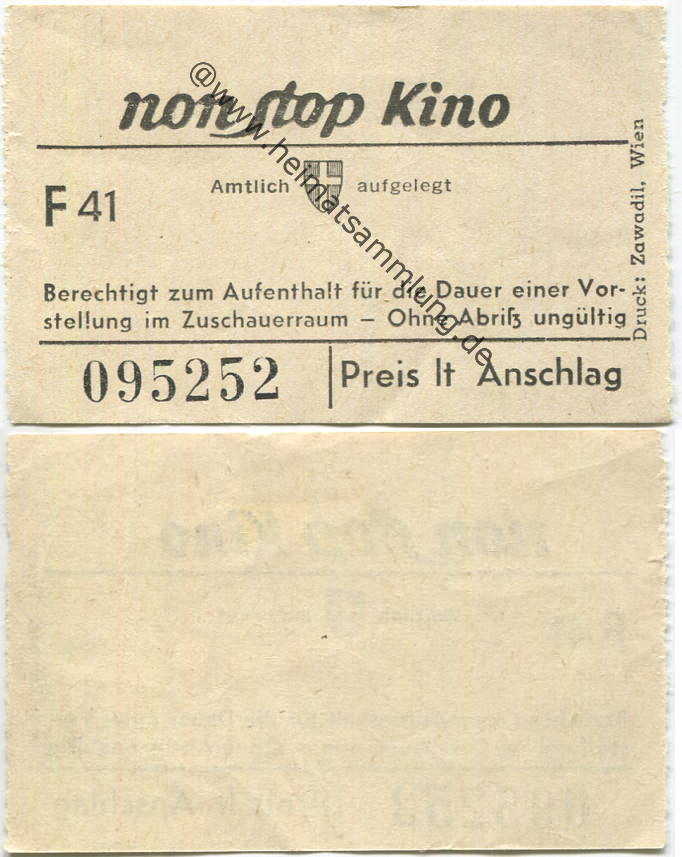 non stop Kino
Amtlich aufgelegt
F 41
Berechtigt zum Aufenthalt für die Dauer einer Vor-
stellung im Zuschauerraum – Ohne Abriß ungültig
095252
Preis lt Anschlag
Druck: Zawadil, Wien
@www.heimatsammlung.de